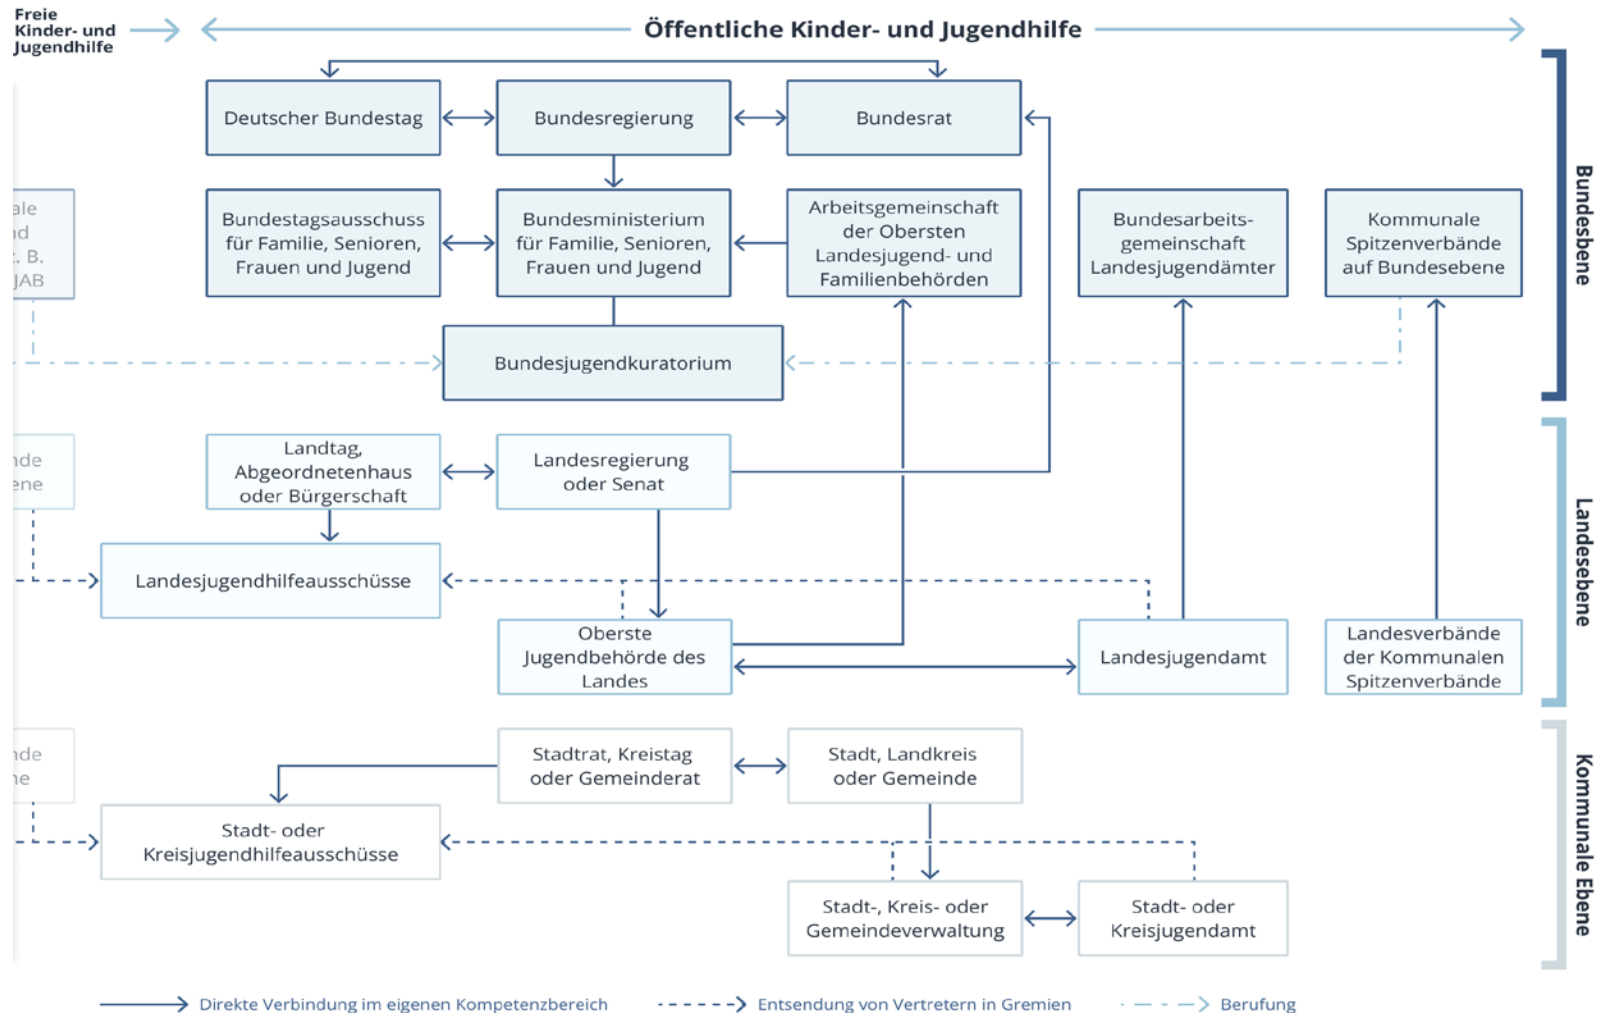 Freie
Kinder- und
Jugendhilfe
Öffentliche Kinder- und Jugendhilfe
Deutscher Bundestag
Bundesregierung
Bundesrat
z. B.
JAB
Bundestagsausschuss
für Familie, Senioren,
Frauen und Jugend
Bundesministerium
für Familie, Senioren,
Frauen und Jugend
Arbeitsgemeinschaft
der Obersten
Landesjugend- und
Familienbehörden
Bundesarbeits-
gemeinschaft
Landesjugendämter
Kommunale
Spitzenverbände
auf Bundesebene
Bundesjugendkuratorium
Bundesbene
Landtag,
Abgeordnetenhaus
oder Bürgerschaft
Landesregierung
oder Senat
Landesjugendhilfeausschüsse
Oberste
Jugendbehörde des
Landes
Landesjugendamt
Landesverbände
der Kommunalen
Spitzenverbände
Landesebene
Stadtrat, Kreistag
oder Gemeinderat
Stadt, Landkreis
oder Gemeinde
Stadt- oder
Kreisjugendhilfeausschüsse
Stadt-, Kreis- oder
Gemeindeverwaltung
Stadt- oder
Kreisjugendamt
Kommunale Ebene
Direkte Verbindung im eigenen Kompetenzbereich
Entsendung von Vertretern in Gremien
Berufung